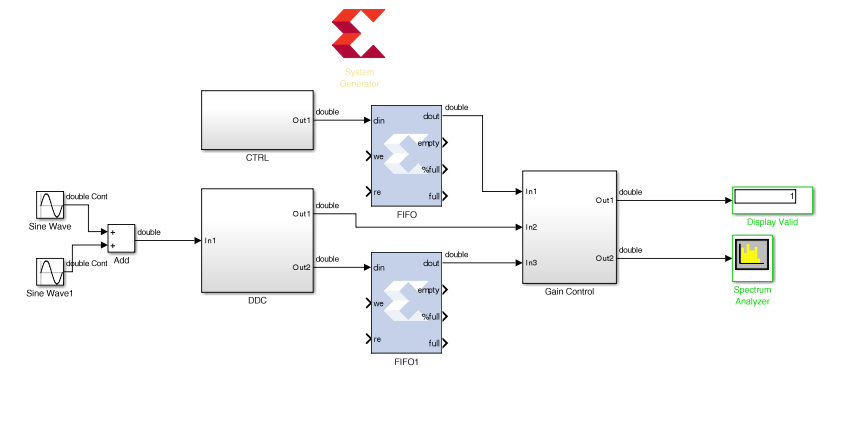 System
Generator
double
double
Out1
din
dout
empty
we
%full
re
full
CTRL
FIFO
double Cont
Sine Wave
+
+
double
Add
double Cont
Sine Wave1
In1
Out1
double
Out2
double
DDC
din
dout
double
empty
we
%full
re
full
FIFO1
In1
In2
In3
Out1
double
Out2
double
Gain Control
1
Display Valid
Spectrum
Analyzer